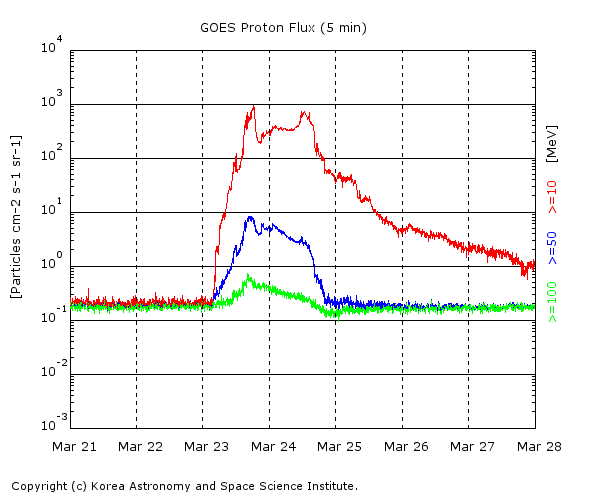 GOES Proton Flux (5 min)
10^4
10^3
10^2
10^1
10^0
10^-1
10^-2
10^-3
[Particles cm-2 s-1 sr-1]
[MeV]
>=10
>=50
>=100
Mar 21 Mar 22 Mar 23 Mar 24 Mar 25 Mar 26 Mar 27 Mar 28
Copyright (c) Korea Astronomy and Space Science Institute.